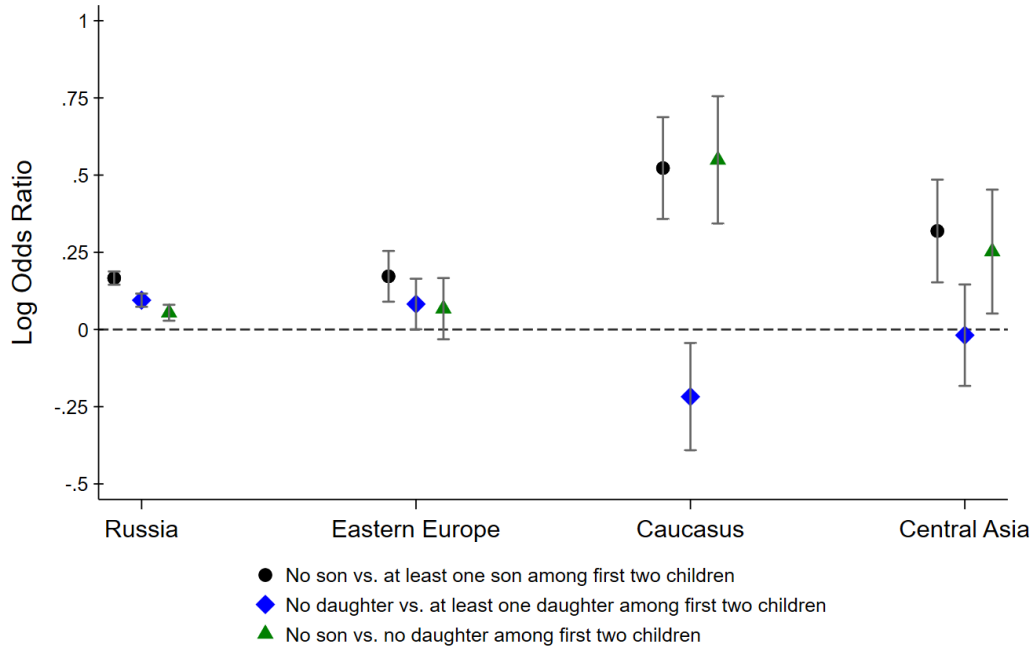 Log Odds Ratio
1
.75
.5
.25
0
-.25
-.5
Russia
Eastern Europe
Caucasus
Central Asia
No son vs. at least one son among first two children
No daughter vs. at least one daughter among first two children
No son vs. no daughter among first two children